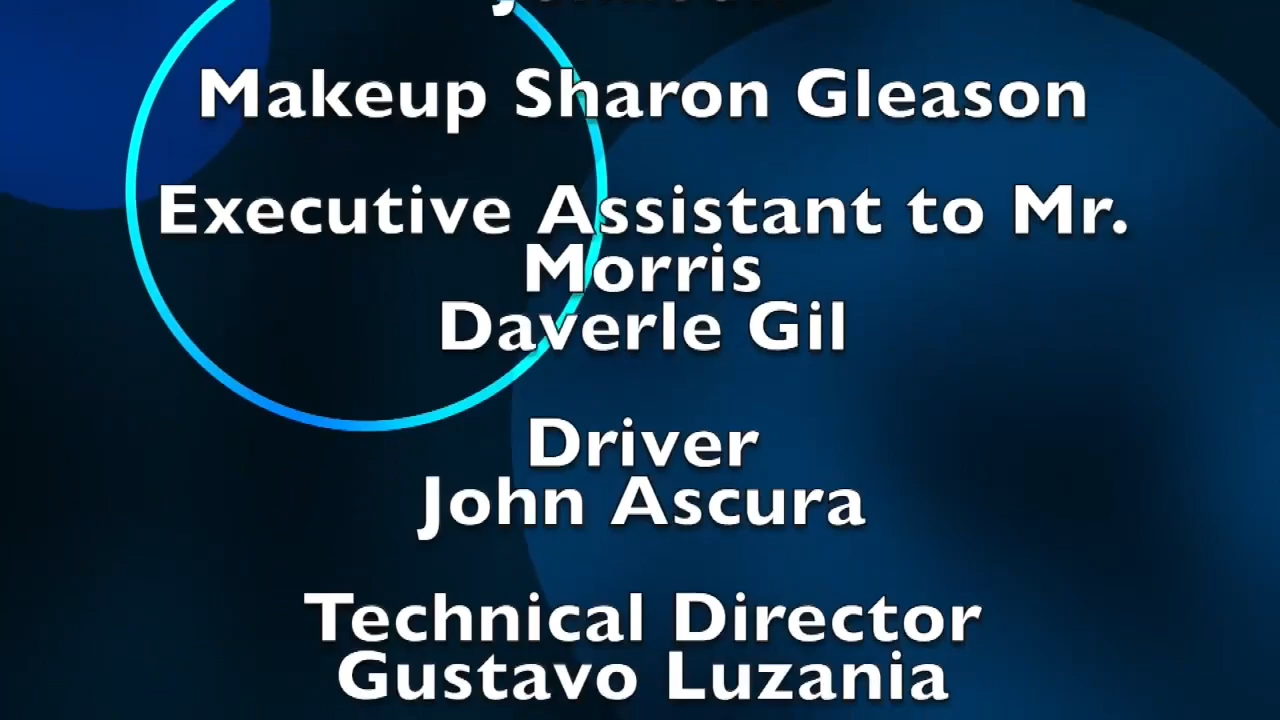 Makeup Sharon Gleason
Executive Assistant to Mr.
Morris
Daverle Gil
Driver
John Ascura
Technical Director
Gustavo Luzania